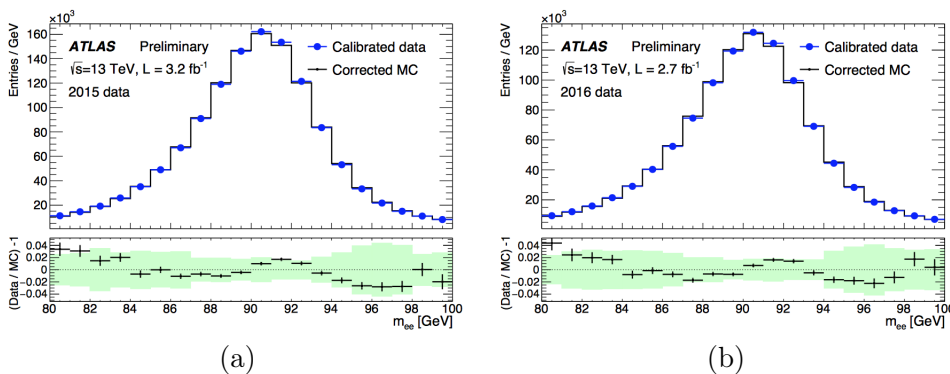 ×10³
Entries / GeV
160
140
120
100
80
60
40
20
ATLAS Preliminary
√s=13 TeV, L = 3.2 fb⁻¹
2015 data
Calibrated data
Corrected MC
(Data / MC) -1
0.04
0.02
0
−0.02
−0.04
80 82 84 86 88 90 92 94 96 98 100
m_ee [GeV]
(a)
×10³
Entries / GeV
120
100
80
60
40
20
ATLAS Preliminary
√s=13 TeV, L = 2.7 fb⁻¹
2016 data
Calibrated data
Corrected MC
(Data / MC) -1
0.04
0.02
0
−0.02
−0.04
80 82 84 86 88 90 92 94 96 98 100
m_ee [GeV]
(b)